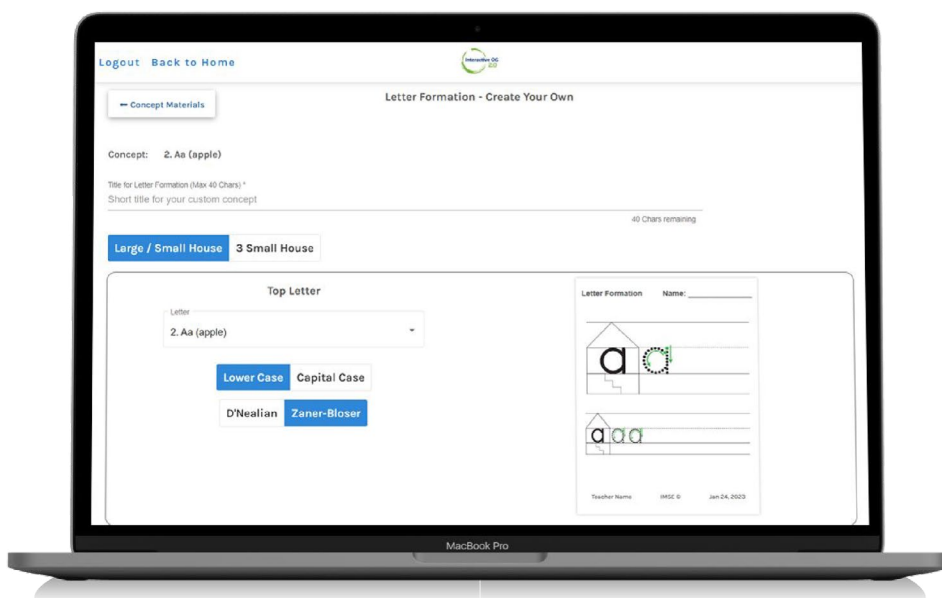 Logout Back to Home
Interactive OG
2.0
← Concept Materials
Letter Formation - Create Your Own
Concept: 2. Aa (apple)
Title for Letter Formation (Max 40 Chars) *
Short title for your custom concept
40 Chars remaining
Large / Small House 3 Small House
Top Letter
Letter
2. Aa (apple)
Lower Case Capital Case
D'Nealian Zaner-Bloser
Letter Formation Name: ____________
a a
a a a
Teacher Name IMSE © Jan 24, 2023
MacBook Pro